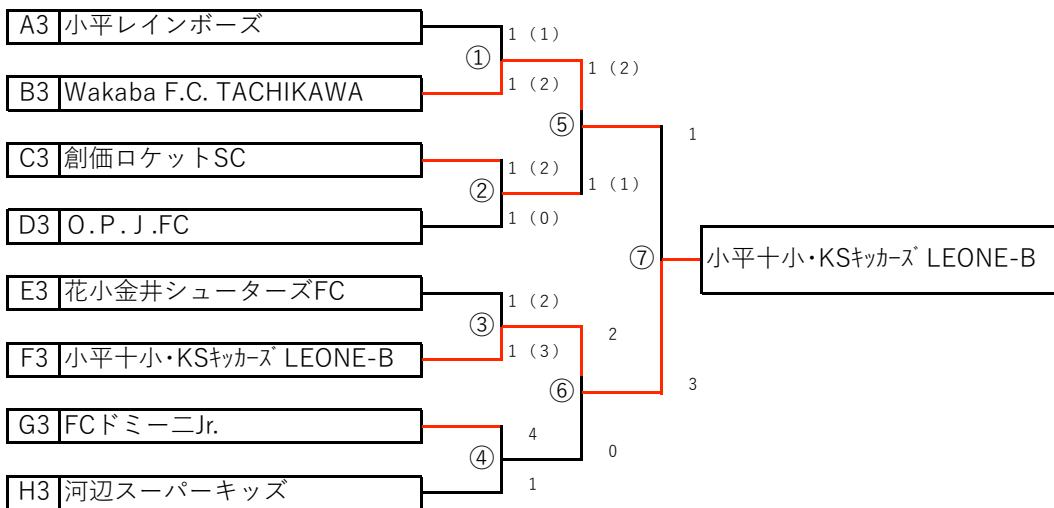 A3 小平レインボーズ
1 (1)
①
1 (2)
B3 Wakaba F.C. TACHIKAWA
1 (2)
⑤
1
C3 創価ロケットSC
1 (2)
②
1 (1)
D3 O.P.J.FC
1 (0)
⑦
小平十小・KSｷｯｶｰｽﾞ LEONE-B
E3 花小金井シューターズFC
1 (2)
③
2
F3 小平十小・KSｷｯｶｰｽﾞ LEONE-B
1 (3)
⑥
3
G3 FCドミーニJr.
4
④
0
H3 河辺スーパーキッズ
1